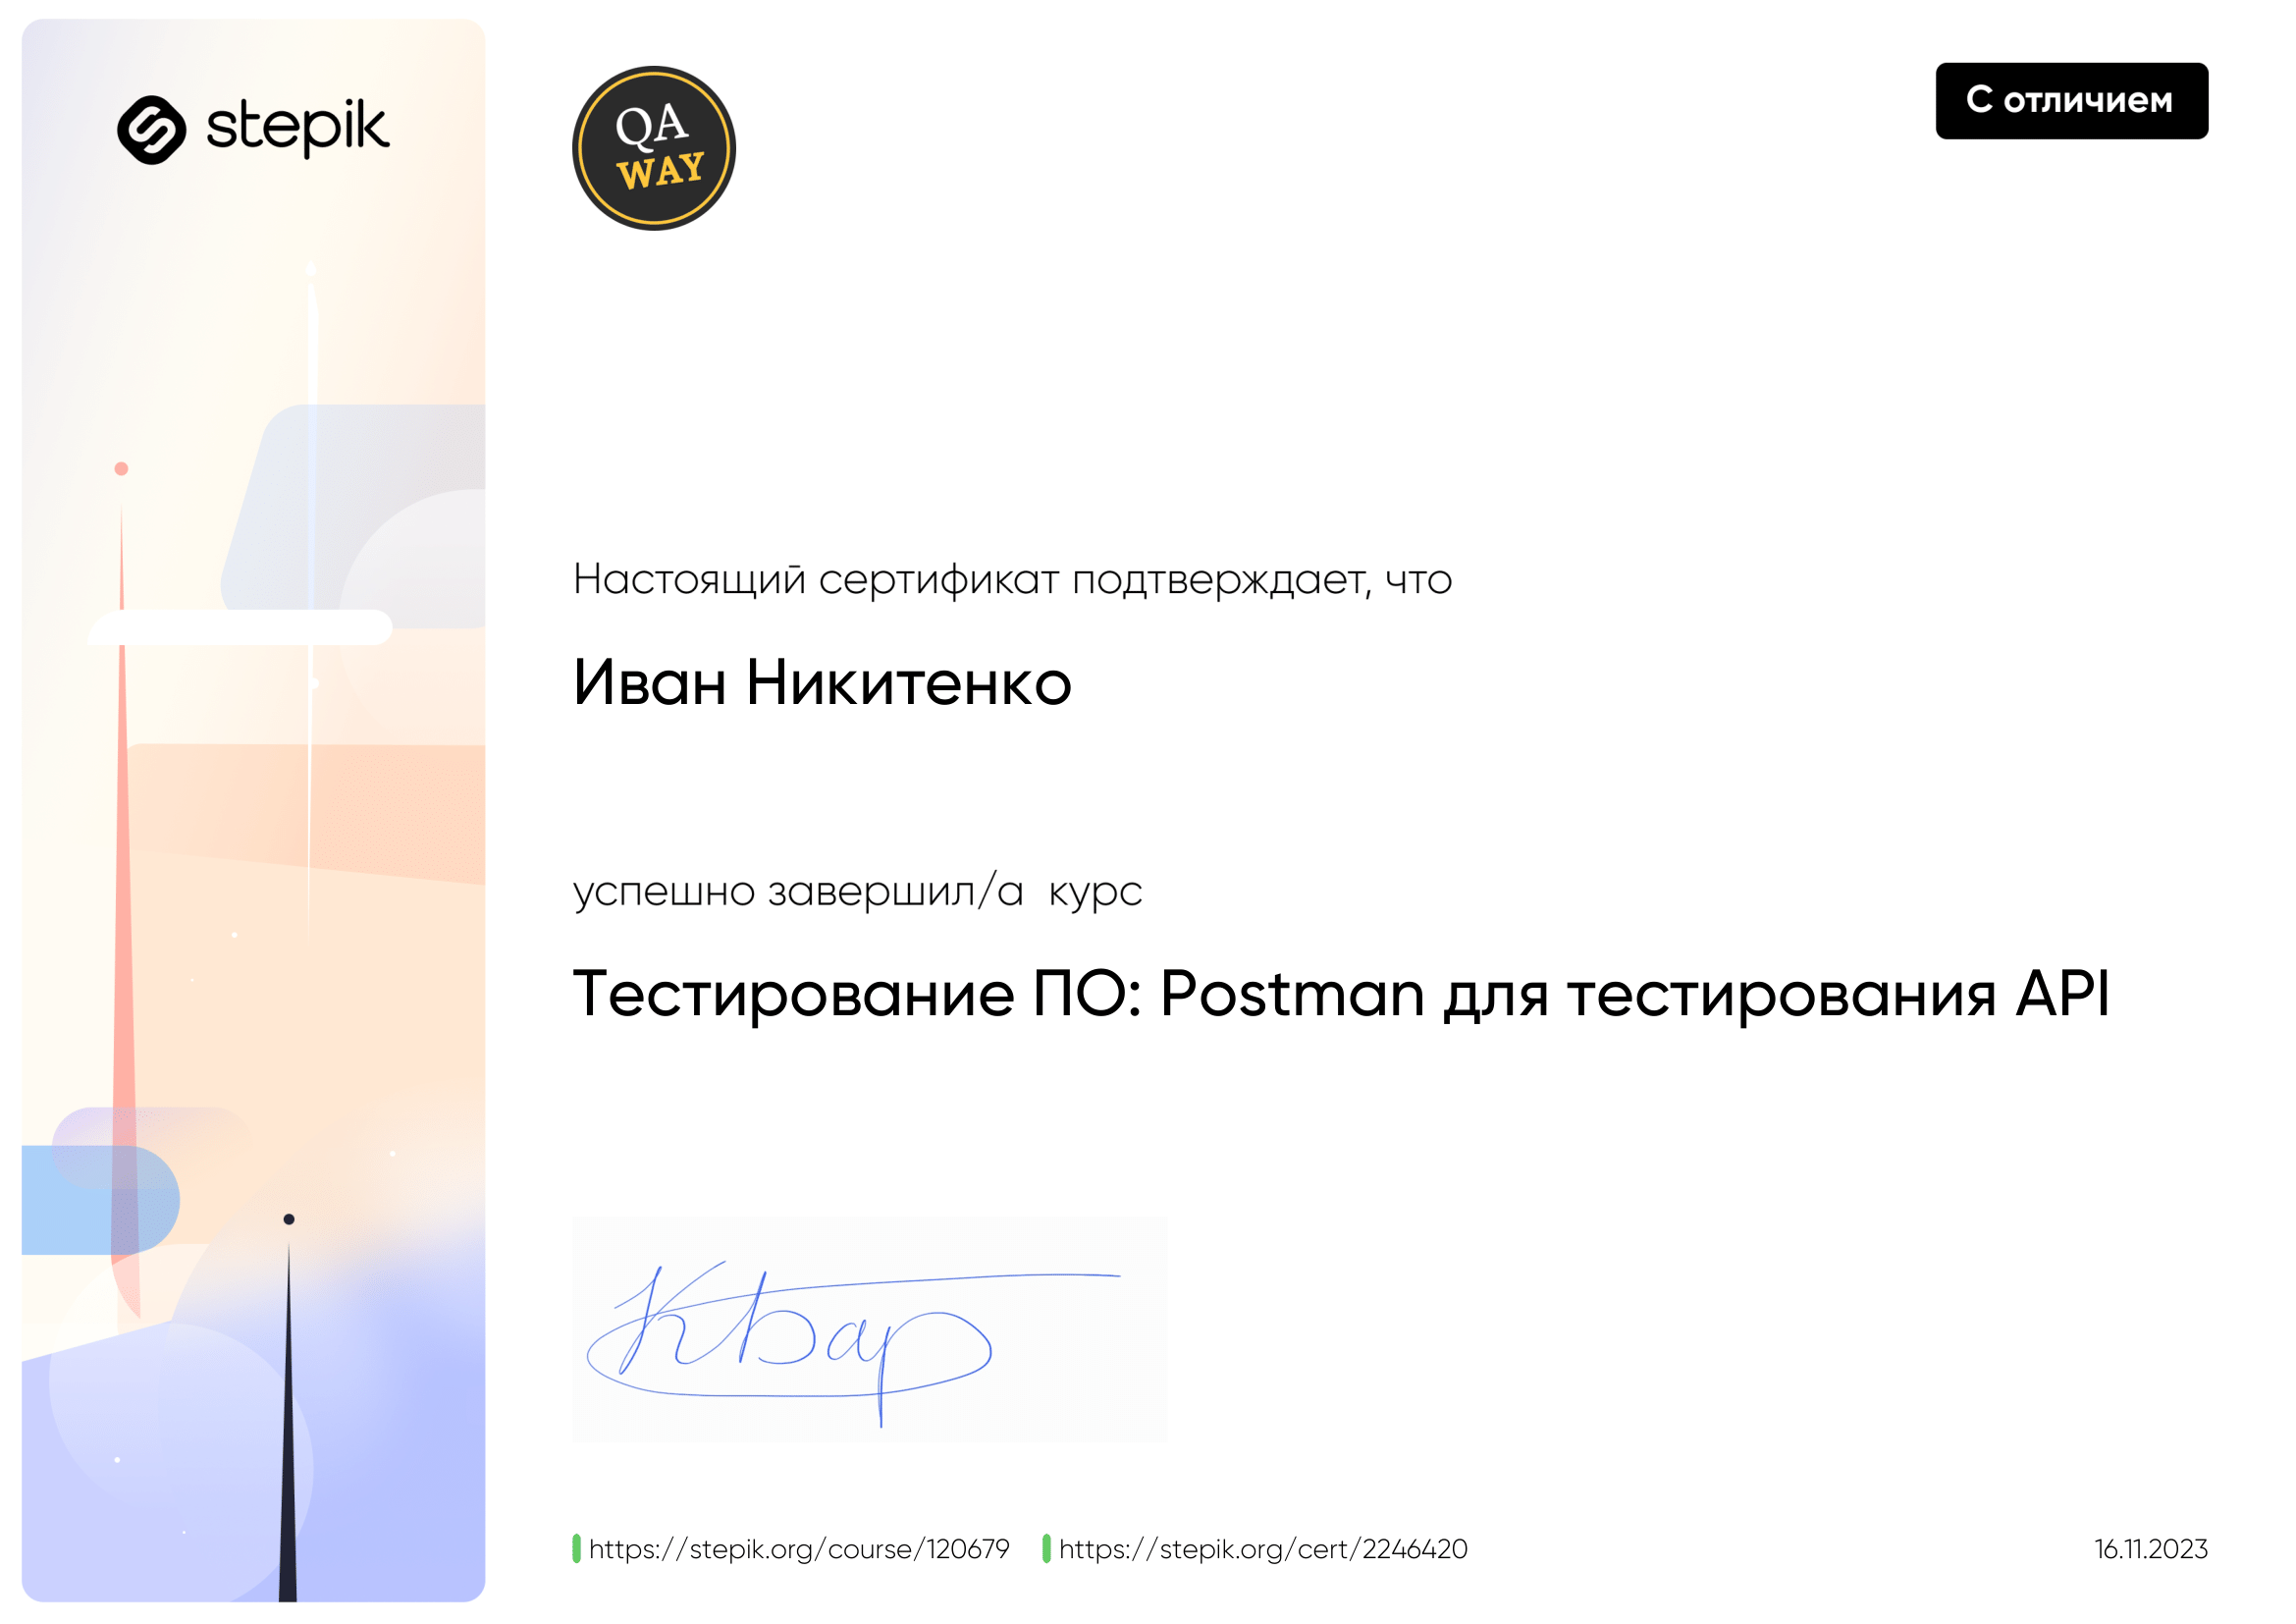 stepik
QA
WAY
С отличием
Настоящий сертификат подтверждает, что
Иван Никитенко
успешно завершил/а курс
Тестирование ПО: Postman для тестирования API
https://stepik.org/course/120679
https://stepik.org/cert/2246420
16.11.2023